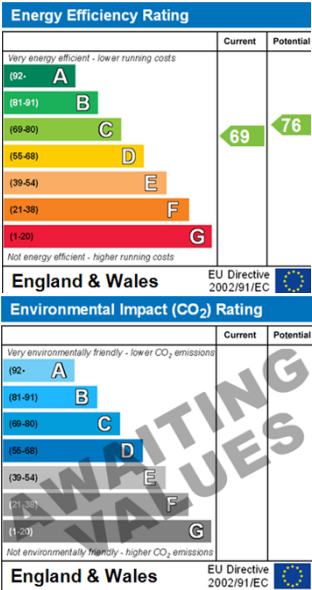 Energy Efficiency Rating
Current Potential
Very energy efficient - lower running costs
(92- A
(81-91) B
(69-80) C
(55-68) D
(39-54) E
(21-38) F
(1-20) G
69
76
Not energy efficient - higher running costs
England & Wales
EU Directive
2002/91/EC
Environmental Impact (CO₂) Rating
Current Potential
Very environmentally friendly - lower CO₂ emissions
(92- A
(81-91) B
(69-80) C
(55-68) D
(39-54) E
(21-38) F
(1-20) G
AWAITING
VALUES
Not environmentally friendly - higher CO₂ emissions
England & Wales
EU Directive
2002/91/EC